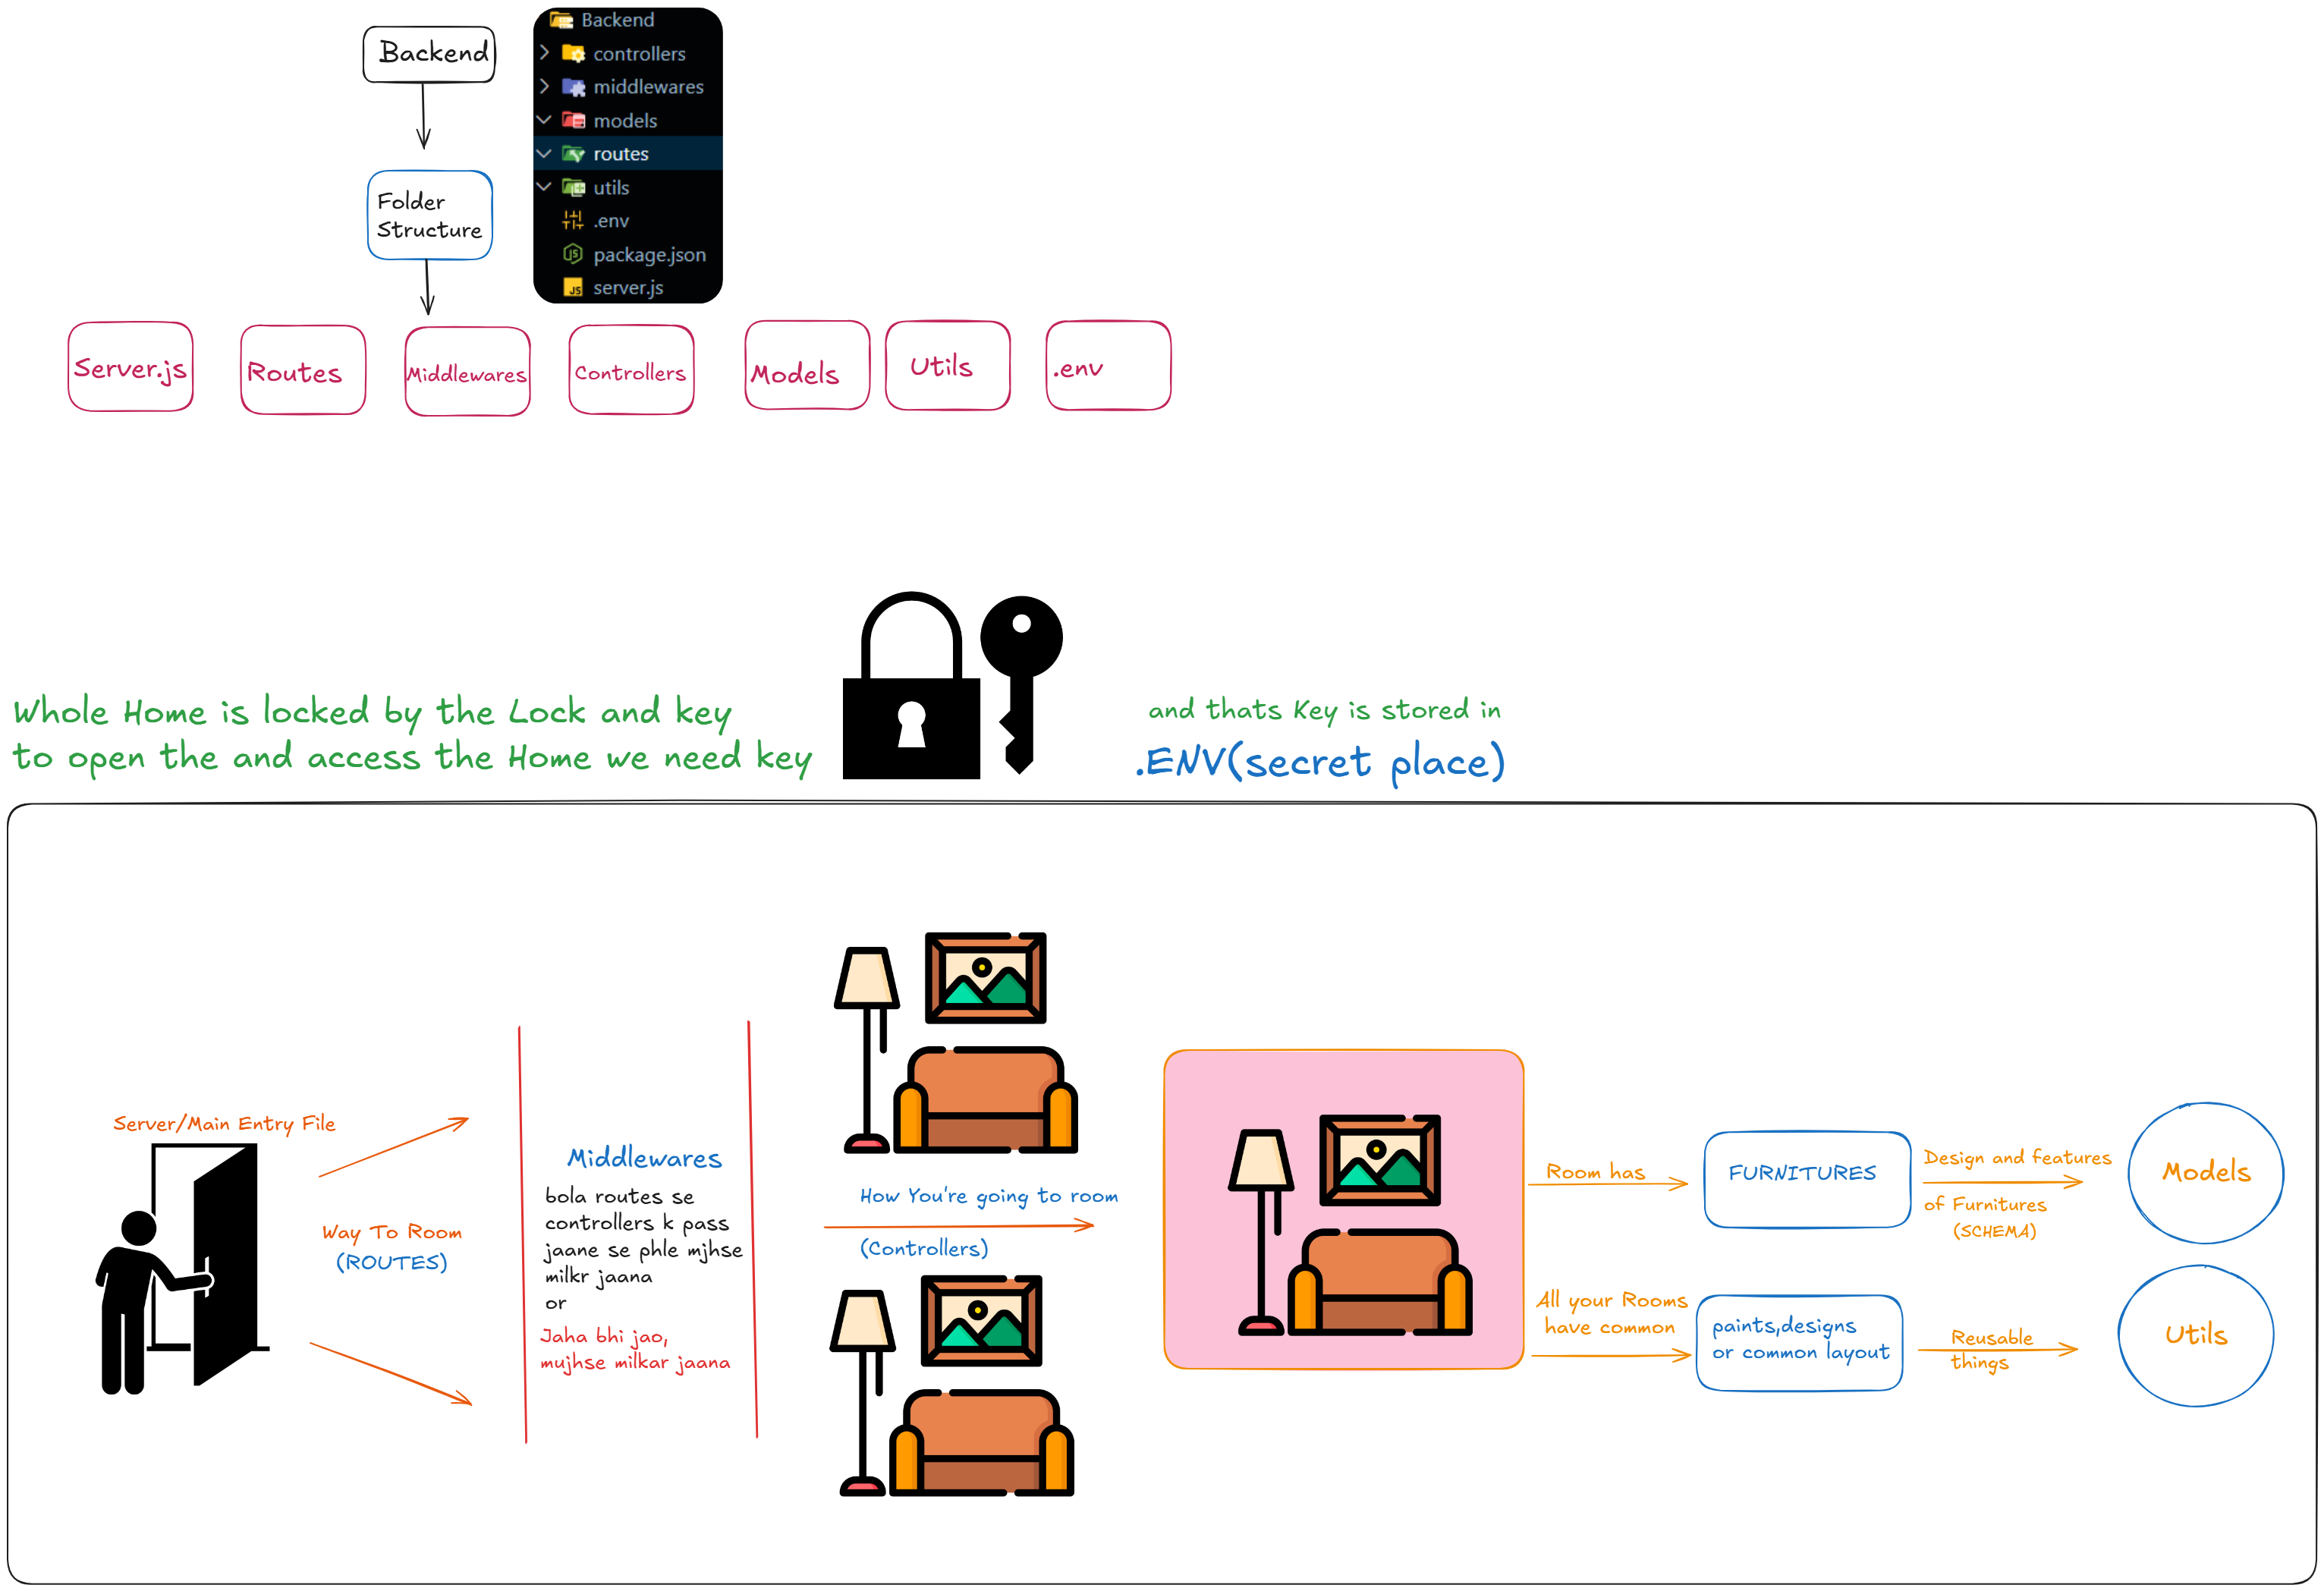 Backend
Folder
Structure
Backend
controllers
middlewares
models
routes
utils
.env
package.json
JS
server.js
Server.js
Routes
Middlewares
Controllers
Models
Utils
.env
Whole Home is locked by the Lock and key
to open the and access the Home we need key
and thats Key is stored in
.ENV(secret place)
Server/Main Entry File
Way To Room
(ROUTES)
Middlewares
bola routes se
controllers k pass
jaane se phle mjhse
milkr jaana
or
Jaha bhi jao,
mujhse milkar jaana
How You're going to room
(Controllers)
Room has
FURNITURES
Design and features
of Furnitures
(SCHEMA)
Models
All your Rooms
have common
paints,designs
or common layout
Reusable
things
Utils